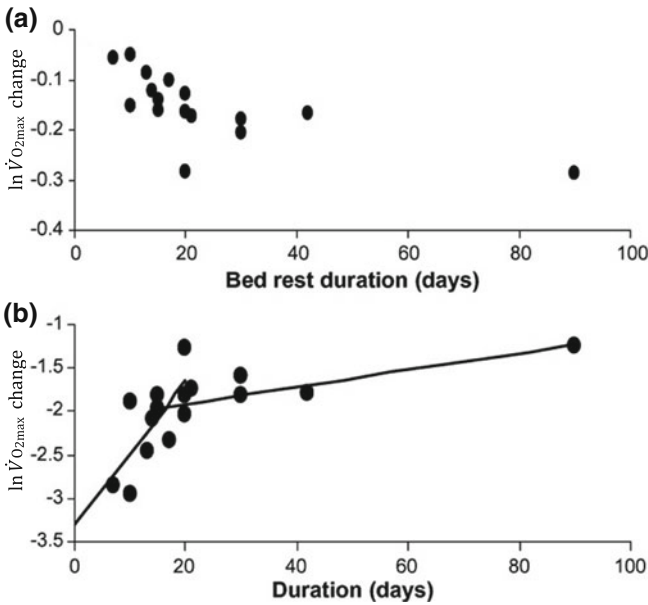 (a)
0
-0.1
-0.2
-0.3
-0.4
ln V̇O2max change
0 20 40 60 80 100
Bed rest duration (days)
(b)
-1
-1.5
-2
-2.5
-3
-3.5
ln V̇O2max change
0 20 40 60 80 100
Duration (days)